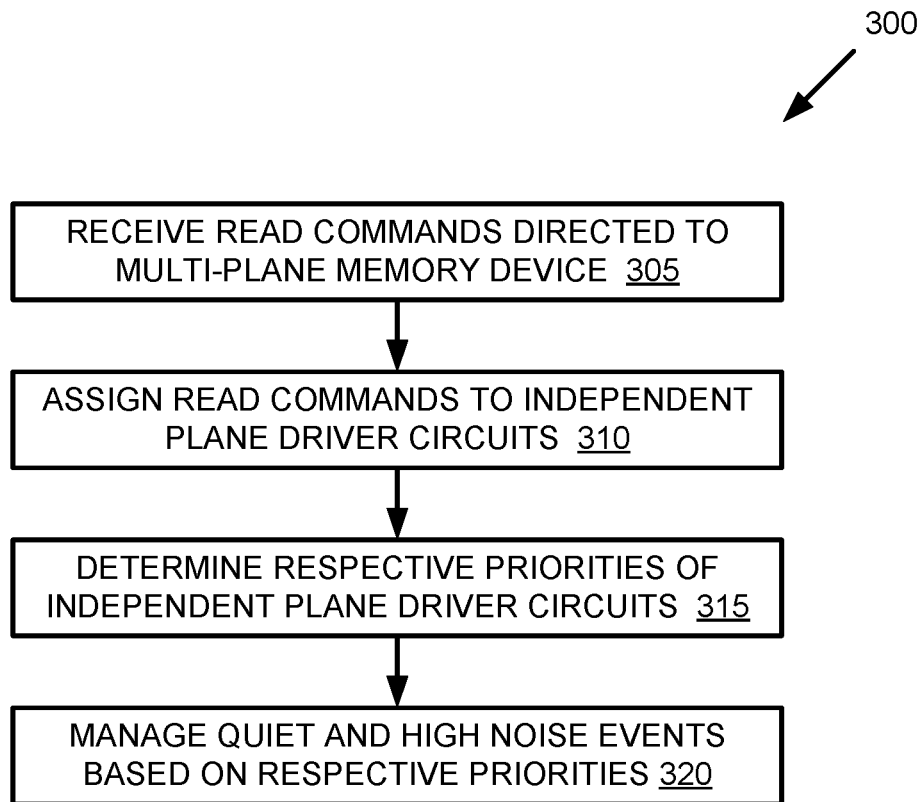 300
RECEIVE READ COMMANDS DIRECTED TO
MULTI-PLANE MEMORY DEVICE 305
ASSIGN READ COMMANDS TO INDEPENDENT
PLANE DRIVER CIRCUITS 310
DETERMINE RESPECTIVE PRIORITIES OF
INDEPENDENT PLANE DRIVER CIRCUITS 315
MANAGE QUIET AND HIGH NOISE EVENTS
BASED ON RESPECTIVE PRIORITIES 320